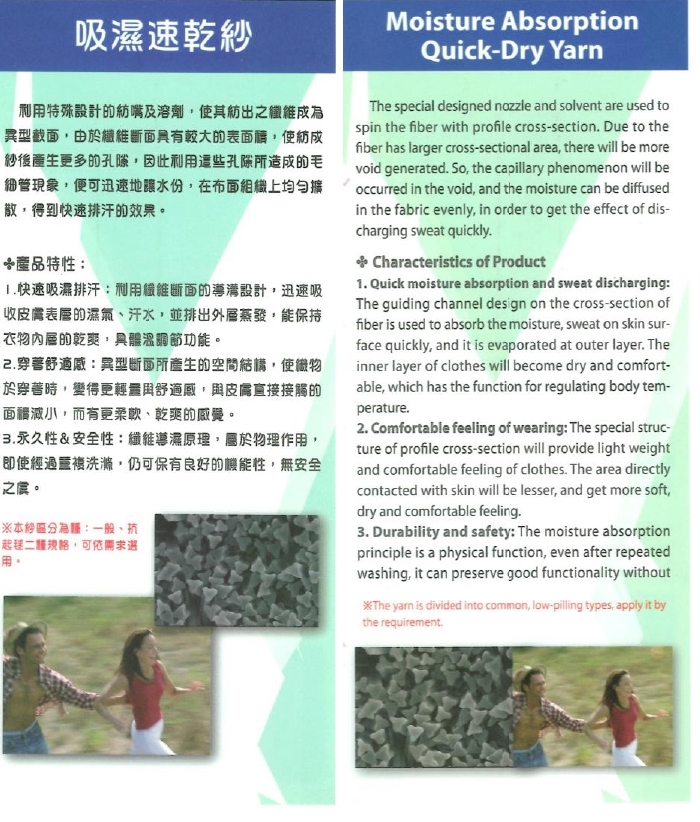 吸濕速乾紗
利用特殊設計的紡嘴及溶劑，使其紡出之纖維成為
異型截面，由於纖維斷面具有較大的表面積，使紡成
紗後產生更多的孔隙，因此利用這些孔隙所造成的毛
細管現象，便可迅速地讓水份，在布面組織上均勻擴
散，得到快速排汗的效果。
✤產品特性：
1.快速吸濕排汗：利用纖維斷面的導溝設計，迅速吸
收皮膚表層的濕氣、汗水，並排出外層蒸發，能保持
衣物內層的乾爽，具體溫調節功能。
2.穿著舒適感：異型斷面所產生的空間結構，使織物
於穿著時，變得更輕量與舒適感，與皮膚直接接觸的
面積減小，而有更柔軟、乾爽的感覺。
3.永久性&安全性：纖維導濕原理，屬於物理作用，
即使經過重複洗滌，仍可保有良好的機能性，無安全
之虞。
※本紗區分為種：一般、抗
起毬二種規格，可依需求選
用。
Moisture Absorption
Quick-Dry Yarn
The special designed nozzle and solvent are used to
spin the fiber with profile cross-section. Due to the
fiber has larger cross-sectional area, there will be more
void generated. So, the capillary phenomenon will be
occurred in the void, and the moisture can be diffused
in the fabric evenly, in order to get the effect of dis-
charging sweat quickly.
✤ Characteristics of Product
1. Quick moisture absorption and sweat discharging:
The guiding channel design on the cross-section of
fiber is used to absorb the moisture, sweat on skin sur-
face quickly, and it is evaporated at outer layer. The
inner layer of clothes will become dry and comfort-
able, which has the function for regulating body tem-
perature.
2. Comfortable feeling of wearing: The special struc-
ture of profile cross-section will provide light weight
and comfortable feeling of clothes. The area directly
contacted with skin will be lesser, and get more soft,
dry and comfortable feeling.
3. Durability and safety: The moisture absorption
principle is a physical function, even after repeated
washing, it can preserve good functionality without
※The yarn is divided into common, low-pilling types, apply it by
the requirement.